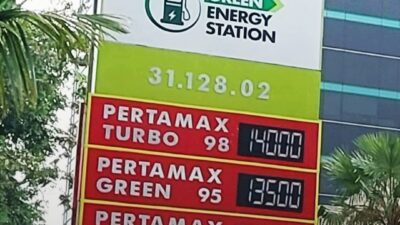 GREEN
ENERGY
STATION
31.128.02
PERTAMAX
TURBO 98 14000
PERTAMAX
GREEN 95 13500
PERTAMAX